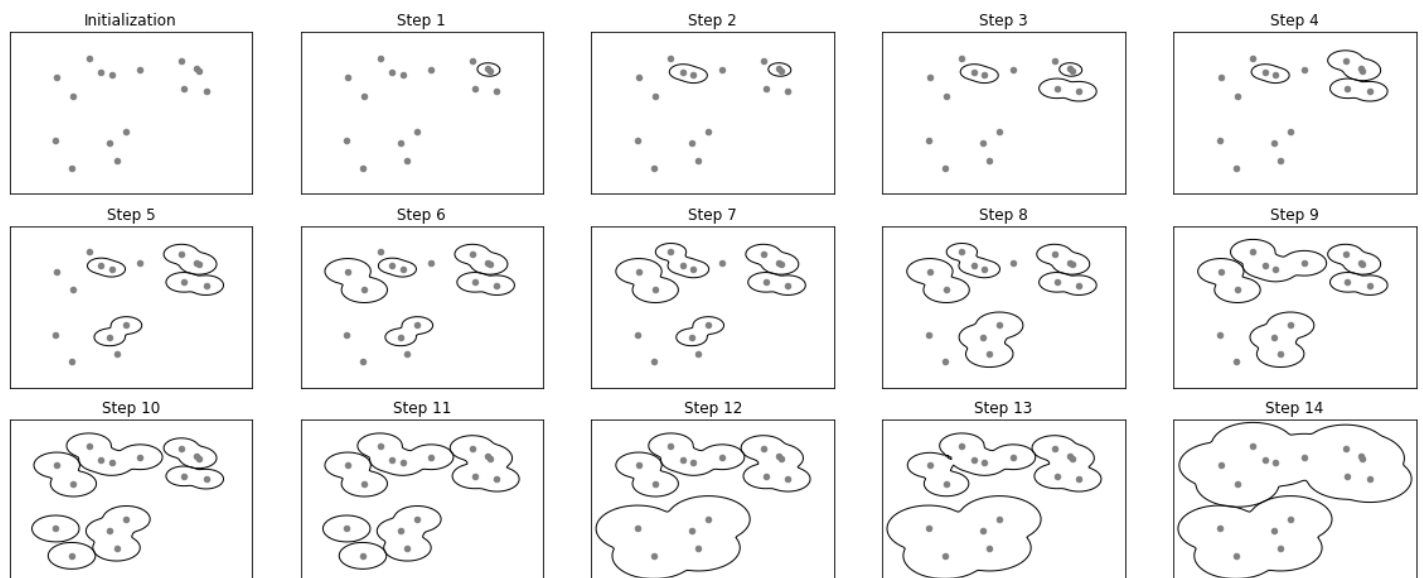 Initialization
Step 1
Step 2
Step 3
Step 4
Step 5
Step 6
Step 7
Step 8
Step 9
Step 10
Step 11
Step 12
Step 13
Step 14